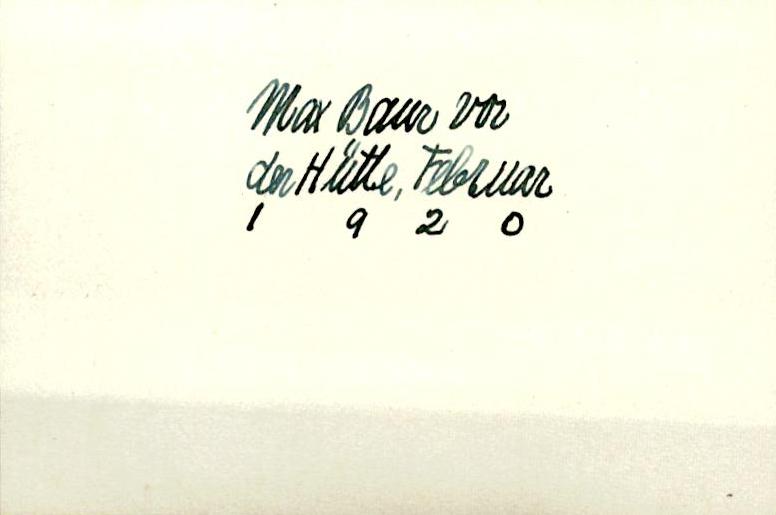 Max Baur vor
der Hütte, Februar
1 9 2 0